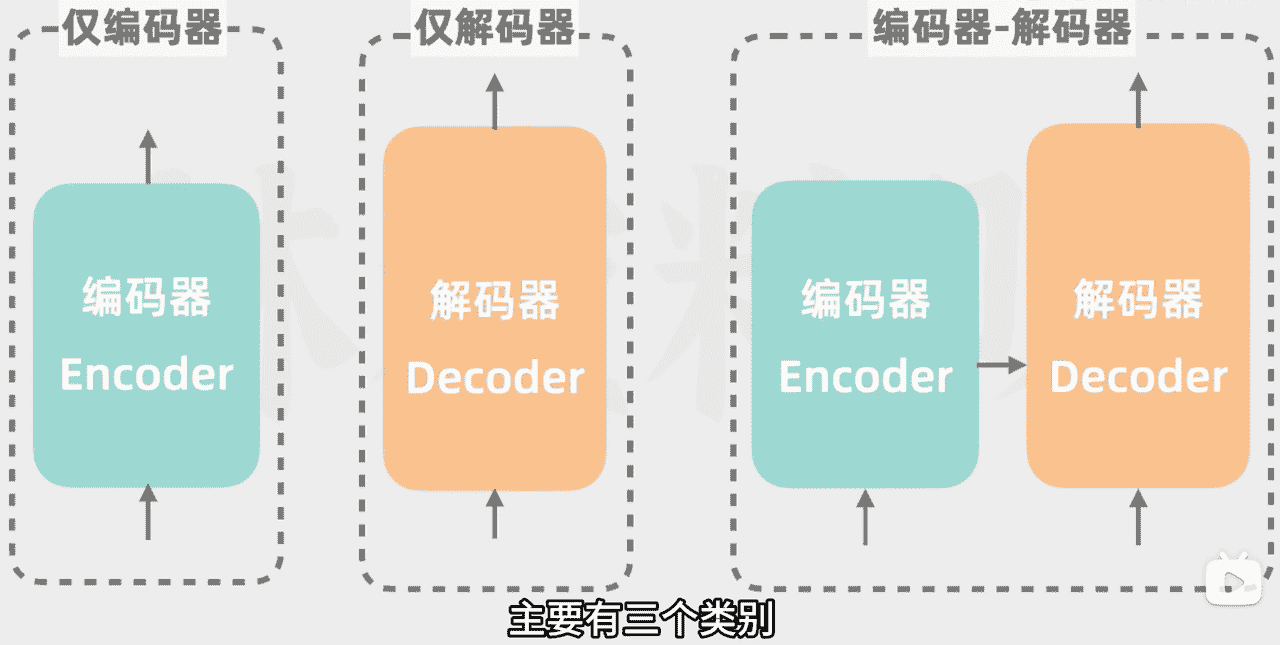 仅编码器
仅解码器
编码器-解码器
编码器
Encoder
解码器
Decoder
编码器
Encoder
解码器
Decoder
主要有三个类别